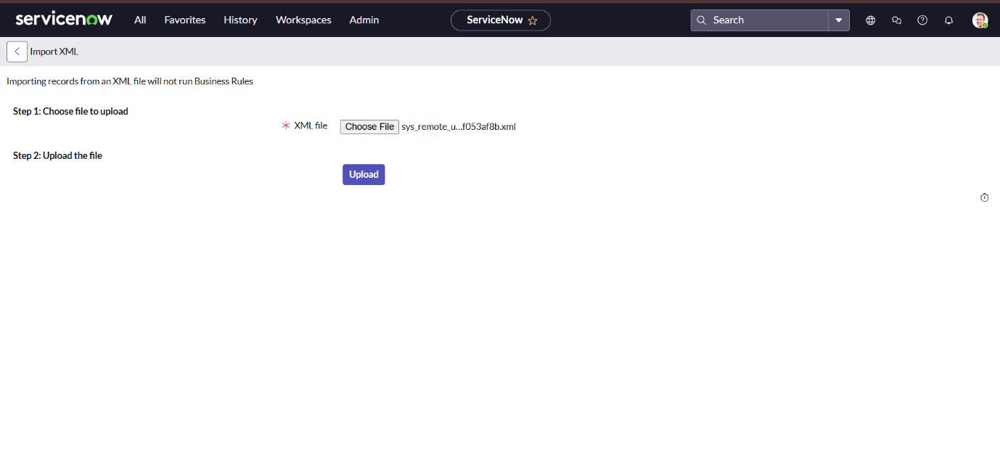 servicenow All Favorites History Workspaces Admin ServiceNow Search
Import XML
Importing records from an XML file will not run Business Rules
Step 1: Choose file to upload
XML file Choose File sys_remote_u...f053af8b.xml
Step 2: Upload the file
Upload